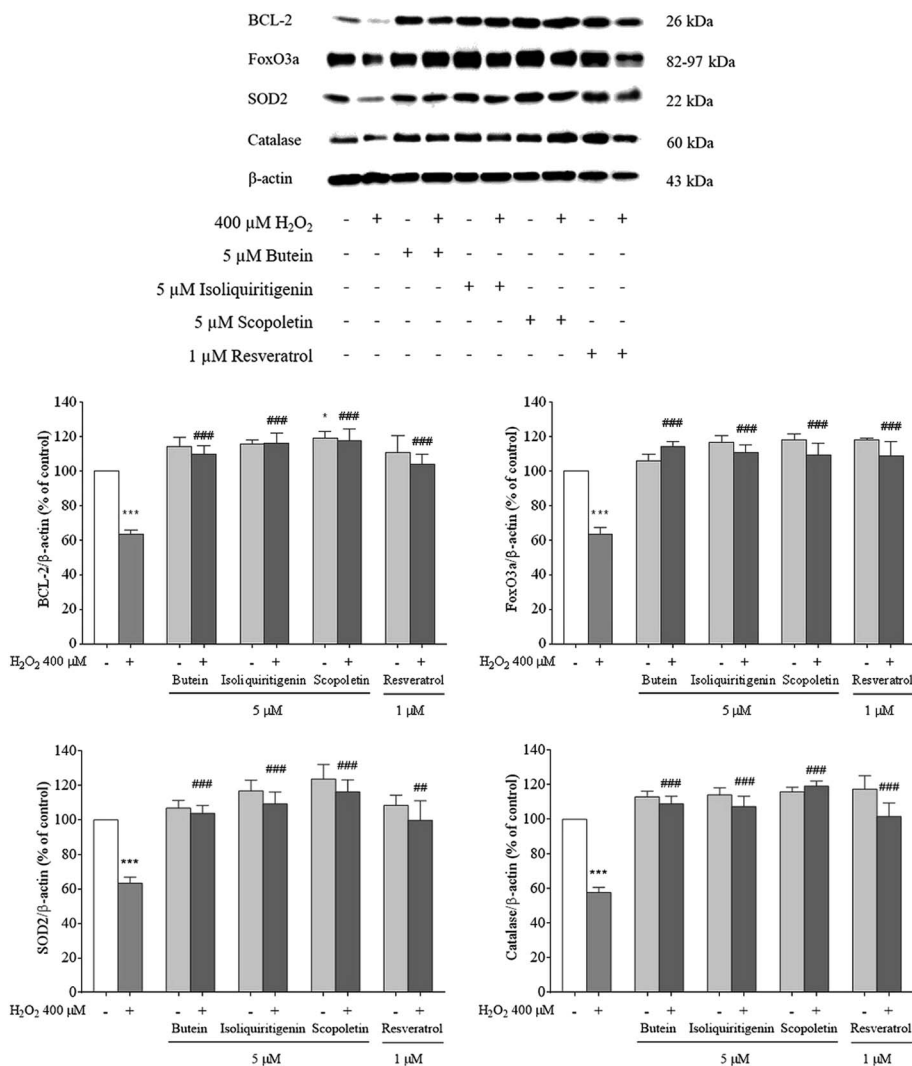 BCL-2 26 kDa
FoxO3a 82-97 kDa
SOD2 22 kDa
Catalase 60 kDa
β-actin 43 kDa
400 µM H₂O₂ - + - + - + - + - +
5 µM Butein - - + + - - - - - -
5 µM Isoliquiritigenin - - - - + + - - - -
5 µM Scopoletin - - - - - - + + - -
1 µM Resveratrol - - - - - - - - + +
BCL-2/β-actin (% of control)
140
120
100
80
60
40
20
0
*** ### ### * ### ###
H₂O₂ 400 µM - + - + - + - + - +
Butein Isoliquiritigenin Scopoletin Resveratrol
5 µM 1 µM
FoxO3a/β-actin (% of control)
140
120
100
80
60
40
20
0
*** ### ### ### ###
H₂O₂ 400 µM - + - + - + - + - +
Butein Isoliquiritigenin Scopoletin Resveratrol
5 µM 1 µM
SOD2/β-actin (% of control)
140
120
100
80
60
40
20
0
*** ### ### ### ##
H₂O₂ 400 µM - + - + - + - + - +
Butein Isoliquiritigenin Scopoletin Resveratrol
5 µM 1 µM
Catalase/β-actin (% of control)
140
120
100
80
60
40
20
0
*** ### ### ### ###
H₂O₂ 400 µM - + - + - + - + - +
Butein Isoliquiritigenin Scopoletin Resveratrol
5 µM 1 µM